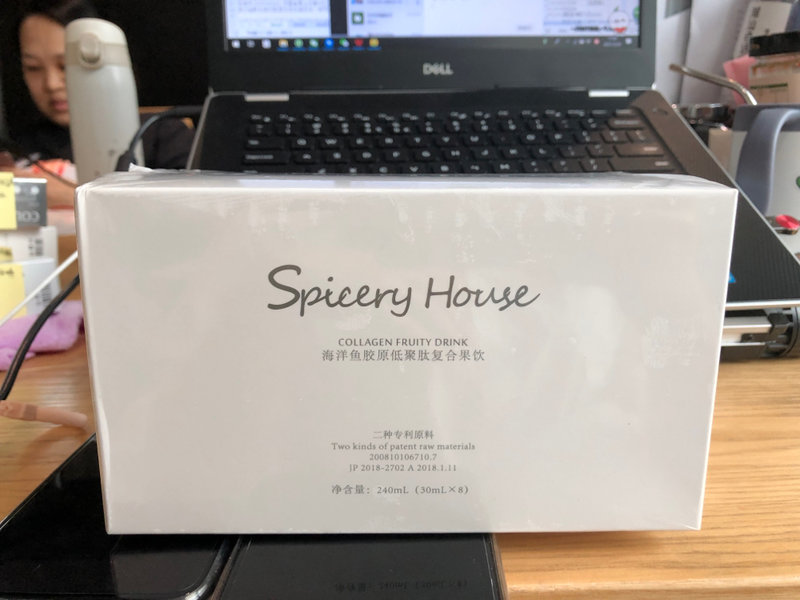 DELL
Spicery House
COLLAGEN FRUITY DRINK
海洋鱼胶原低聚肽复合果饮
二种专利原料
Two kinds of patent raw materials
200810106710.7
JP 2018-2702 A 2018.1.11
净含量：240mL（30mL×8）